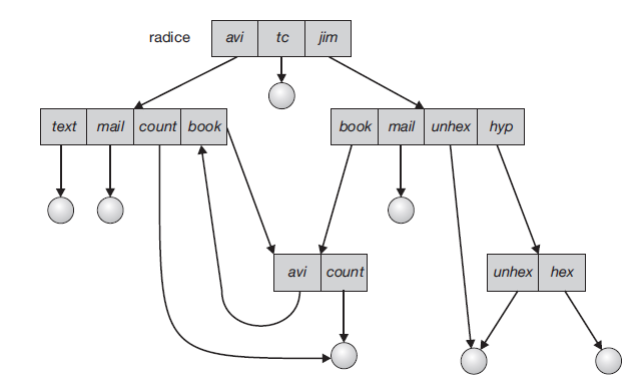 radice avi tc jim
text mail count book book mail unhex hyp
avi count unhex hex